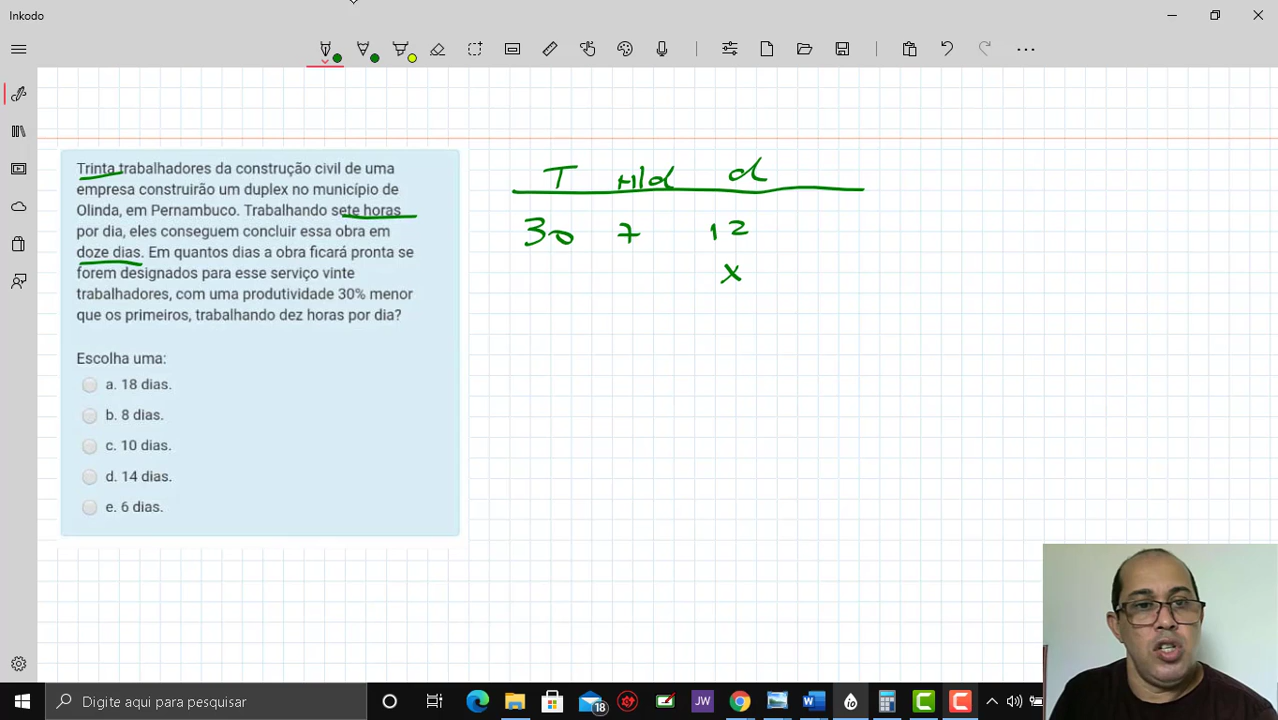 Inkodo
Trinta trabalhadores da construção civil de uma
empresa construirão um duplex no município de
Olinda, em Pernambuco. Trabalhando sete horas
por dia, eles conseguem concluir essa obra em
doze dias. Em quantos dias a obra ficará pronta se
forem designados para esse serviço vinte
trabalhadores, com uma produtividade 30% menor
que os primeiros, trabalhando dez horas por dia?
Escolha uma:
a. 18 dias.
b. 8 dias.
c. 10 dias.
d. 14 dias.
e. 6 dias.
T H/d d
30 7 12
x
Digite aqui para pesquisar
18
JW